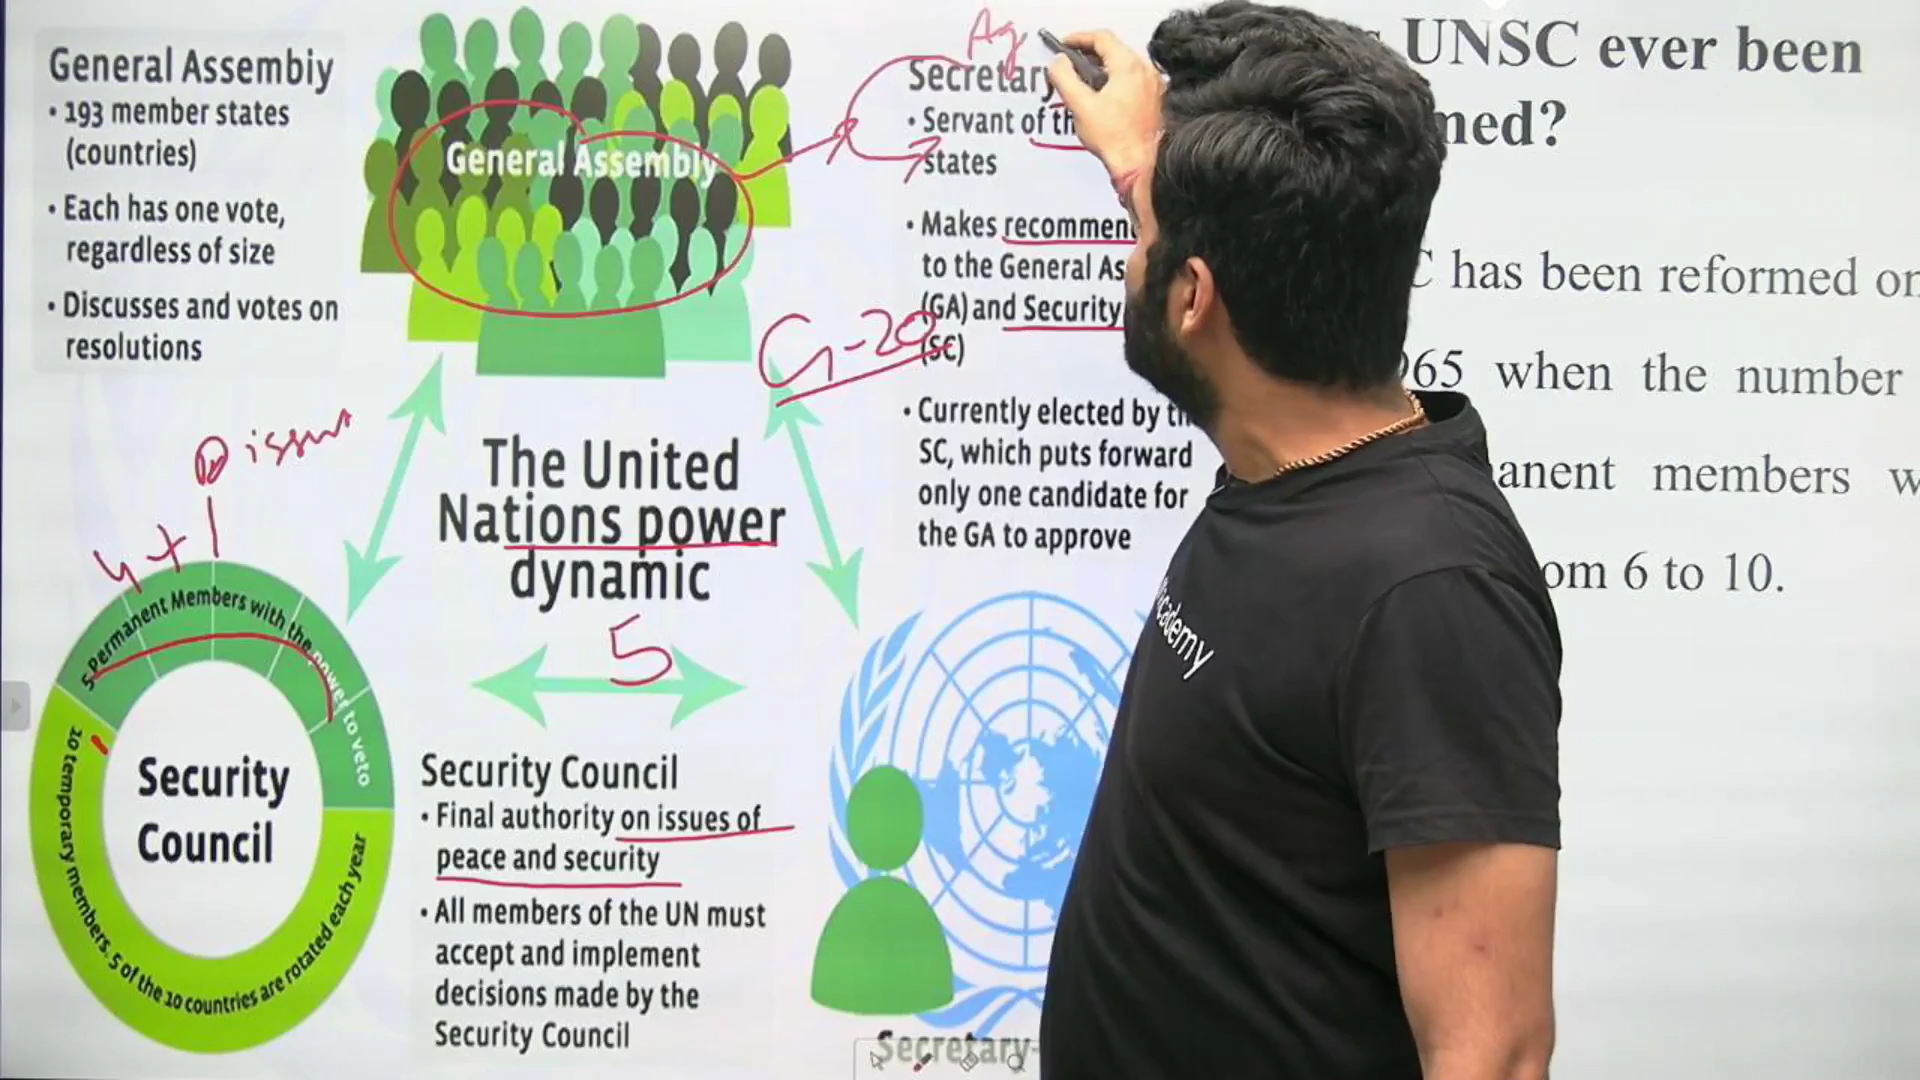 General Assembiy
• 193 member states
(countries)
• Each has one vote,
regardless of size
• Discusses and votes on
resolutions
General Assembly
Ag
Secretary
• Servant of th
states
• Makes recommen
to the General As
(GA) and Security
(SC)
• Currently elected by th
SC, which puts forward
only one candidate for
the GA to approve
G-20
The United
Nations power
dynamic
5
issue
4 + 1
5 Permanent Members with the power to veto
10 temporary members. 5 of the 10 countries are rotated each year
Security
Council
Security Council
• Final authority on issues of
peace and security
• All members of the UN must
accept and implement
decisions made by the
Security Council
Secretary-
UNSC ever been
med?
C has been reformed on
965 when the number
anent members w
om 6 to 10.
academy